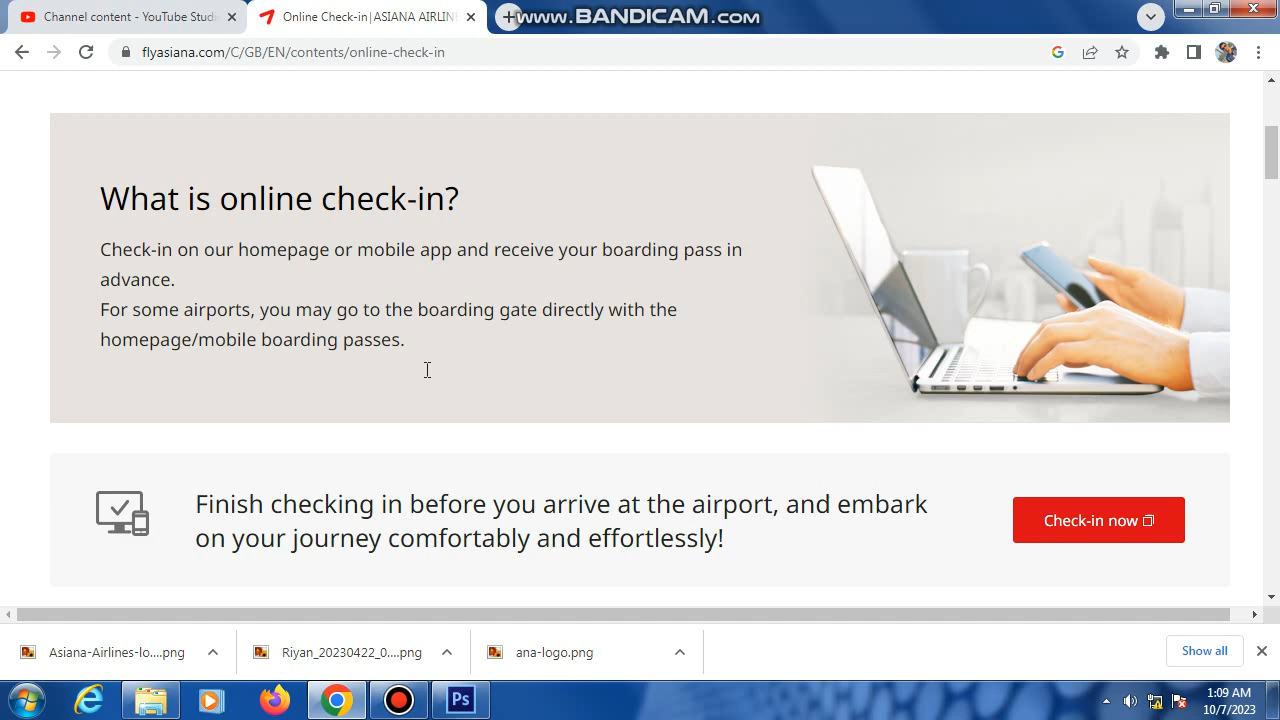 Channel content - YouTube Studi
Online Check-in | ASIANA AIRLIN
www.BANDICAM.com
flyasiana.com/C/GB/EN/contents/online-check-in
What is online check-in?
Check-in on our homepage or mobile app and receive your boarding pass in
advance.
For some airports, you may go to the boarding gate directly with the
homepage/mobile boarding passes.
Finish checking in before you arrive at the airport, and embark
on your journey comfortably and effortlessly!
Check-in now
Asiana-Airlines-lo....png
Riyan_20230422_0....png
ana-logo.png
Show all
Ps
1:09 AM
10/7/2023